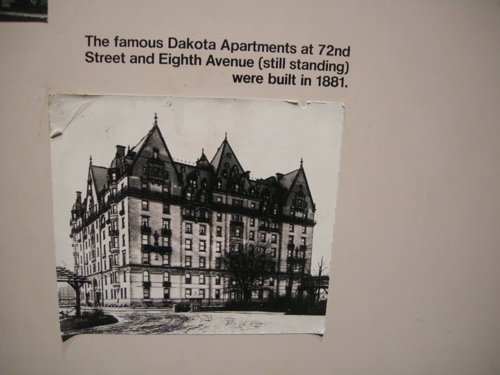 The famous Dakota Apartments at 72nd
Street and Eighth Avenue (still standing)
were built in 1881.